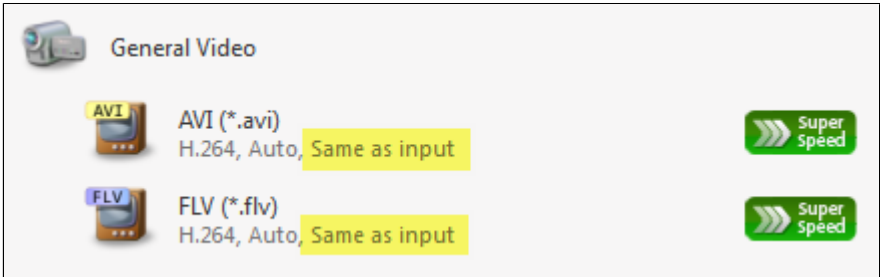 General Video
AVI
AVI (*.avi)
H.264, Auto, Same as input
Super
Speed
FLV
FLV (*.flv)
H.264, Auto, Same as input
Super
Speed